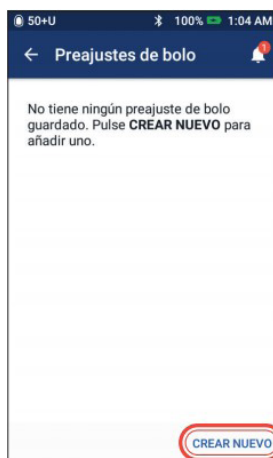 50+U 100% 1:04 AM
Preajustes de bolo
1
No tiene ningún preajuste de bolo
guardado. Pulse CREAR NUEVO para
añadir uno.
CREAR NUEVO